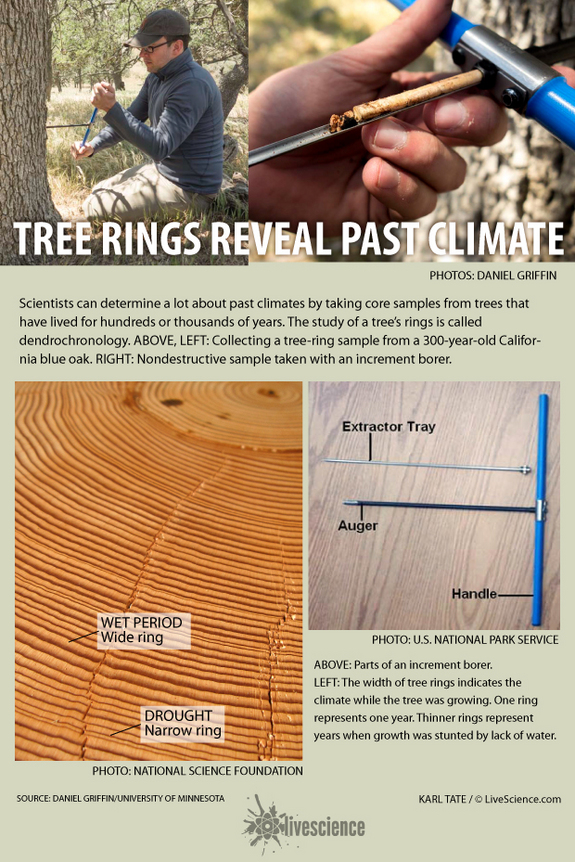 TREE RINGS REVEAL PAST CLIMATE
PHOTOS: DANIEL GRIFFIN
Scientists can determine a lot about past climates by taking core samples from trees that
have lived for hundreds or thousands of years. The study of a tree's rings is called
dendrochronology. ABOVE, LEFT: Collecting a tree-ring sample from a 300-year-old Califor-
nia blue oak. RIGHT: Nondestructive sample taken with an increment borer.
WET PERIOD
Wide ring
DROUGHT
Narrow ring
PHOTO: NATIONAL SCIENCE FOUNDATION
Extractor Tray
Auger
Handle
PHOTO: U.S. NATIONAL PARK SERVICE
ABOVE: Parts of an increment borer.
LEFT: The width of tree rings indicates the
climate while the tree was growing. One ring
represents one year. Thinner rings represent
years when growth was stunted by lack of water.
SOURCE: DANIEL GRIFFIN/UNIVERSITY OF MINNESOTA
livescience
KARL TATE / © LiveScience.com